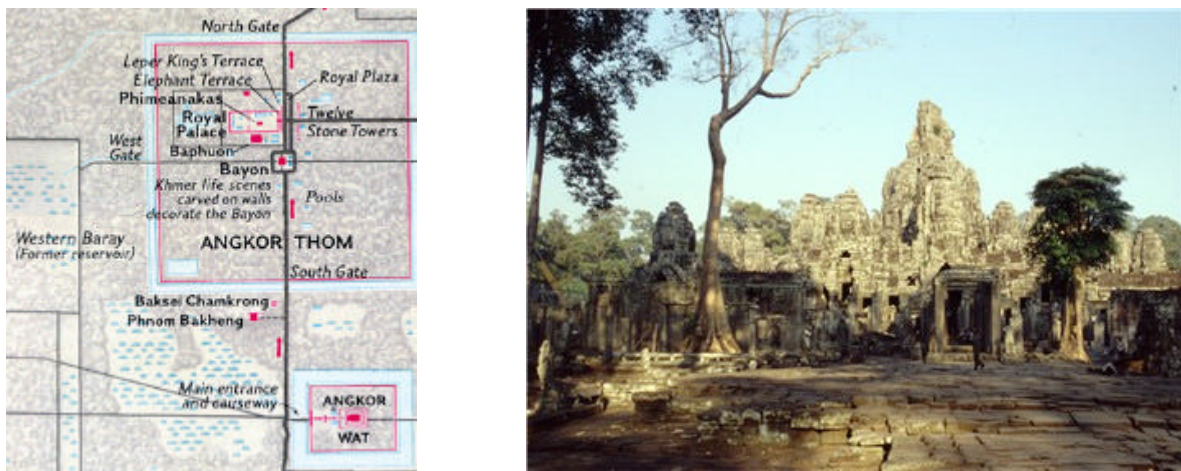 North Gate
Leper King's Terrace
Elephant Terrace
Royal Plaza
Phimeanakas
Royal
Palace
Twelve
Stone Towers
West
Gate
Baphuon
Bayon
Khmer life scenes
carved on walls
decorate the Bayon
Pools
Western Baray
(Former reservoir)
ANGKOR THOM
South Gate
Baksei Chamkrong
Phnom Bakheng
Main entrance
and causeway
ANGKOR
WAT